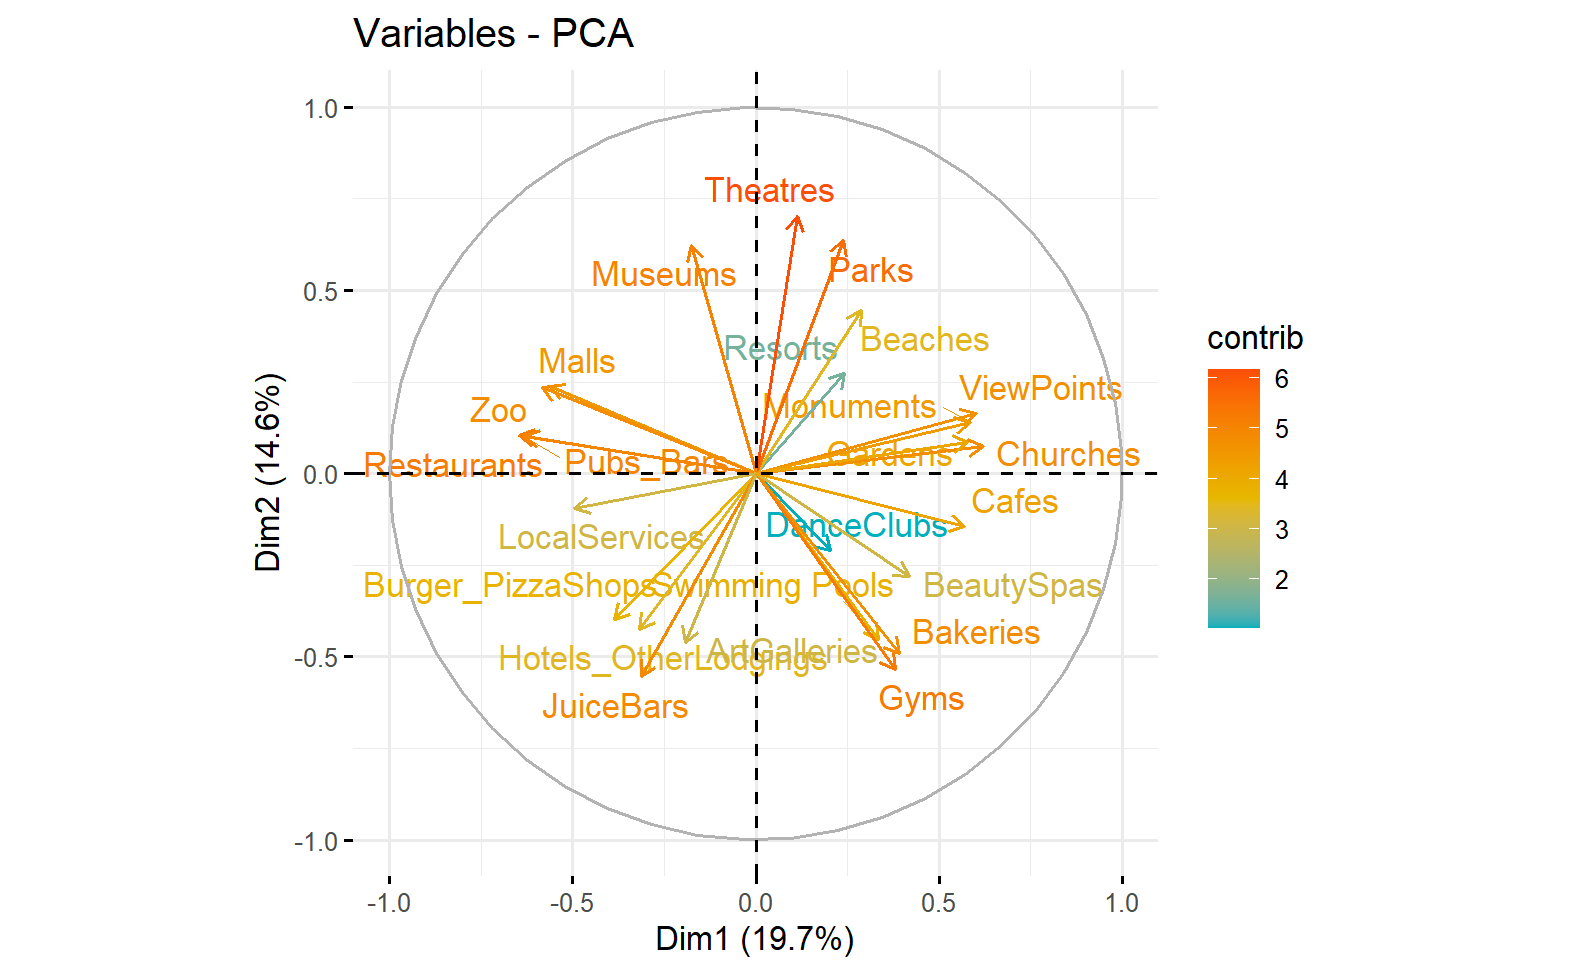 Variables - PCA
1.0
0.5
0.0
-0.5
-1.0
Dim2 (14.6%)
Theatres
Museums
Parks
Beaches
Resorts
Malls
ViewPoints
Zoo
Monuments
Gardens
Churches
Restaurants
Pubs_Bars
Cafes
DanceClubs
LocalServices
Burger_PizzaShops
Swimming Pools
BeautySpas
Bakeries
ArtGalleries
Hotels_OtherLodgings
Gyms
JuiceBars
-1.0
-0.5
0.0
0.5
1.0
Dim1 (19.7%)
contrib
6
5
4
3
2